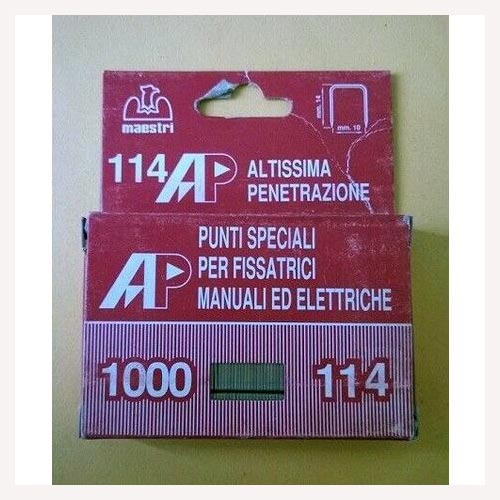 maestri
mm. 14
mm. 10
114 AP
ALTISSIMA
PENETRAZIONE
AP
PUNTI SPECIALI
PER FISSATRICI
MANUALI ED ELETTRICHE
1000
114